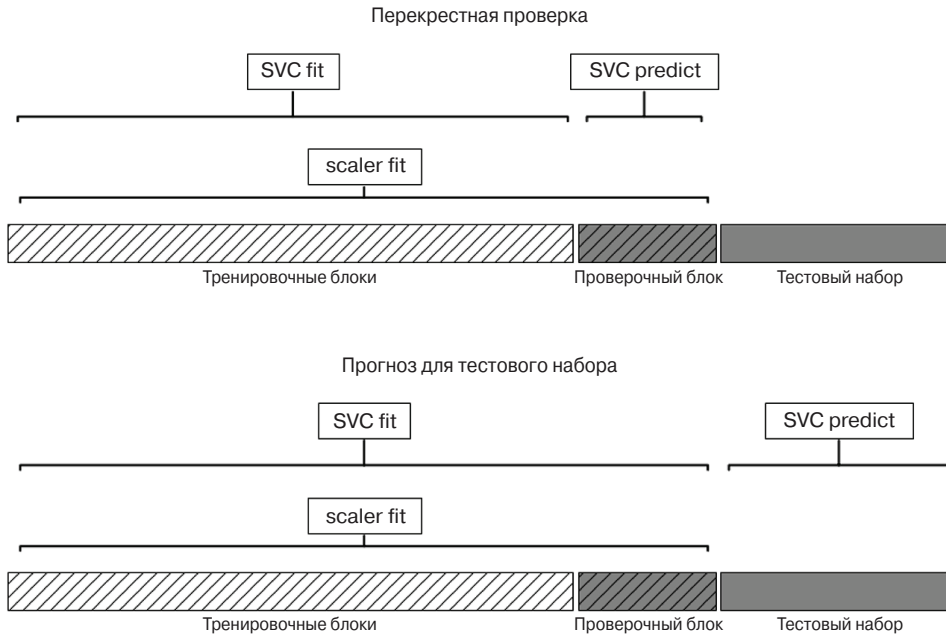 Перекрестная проверка
SVC fit
SVC predict
scaler fit
Тренировочные блоки
Проверочный блок
Тестовый набор
Прогноз для тестового набора
SVC fit
SVC predict
scaler fit
Тренировочные блоки
Проверочный блок
Тестовый набор